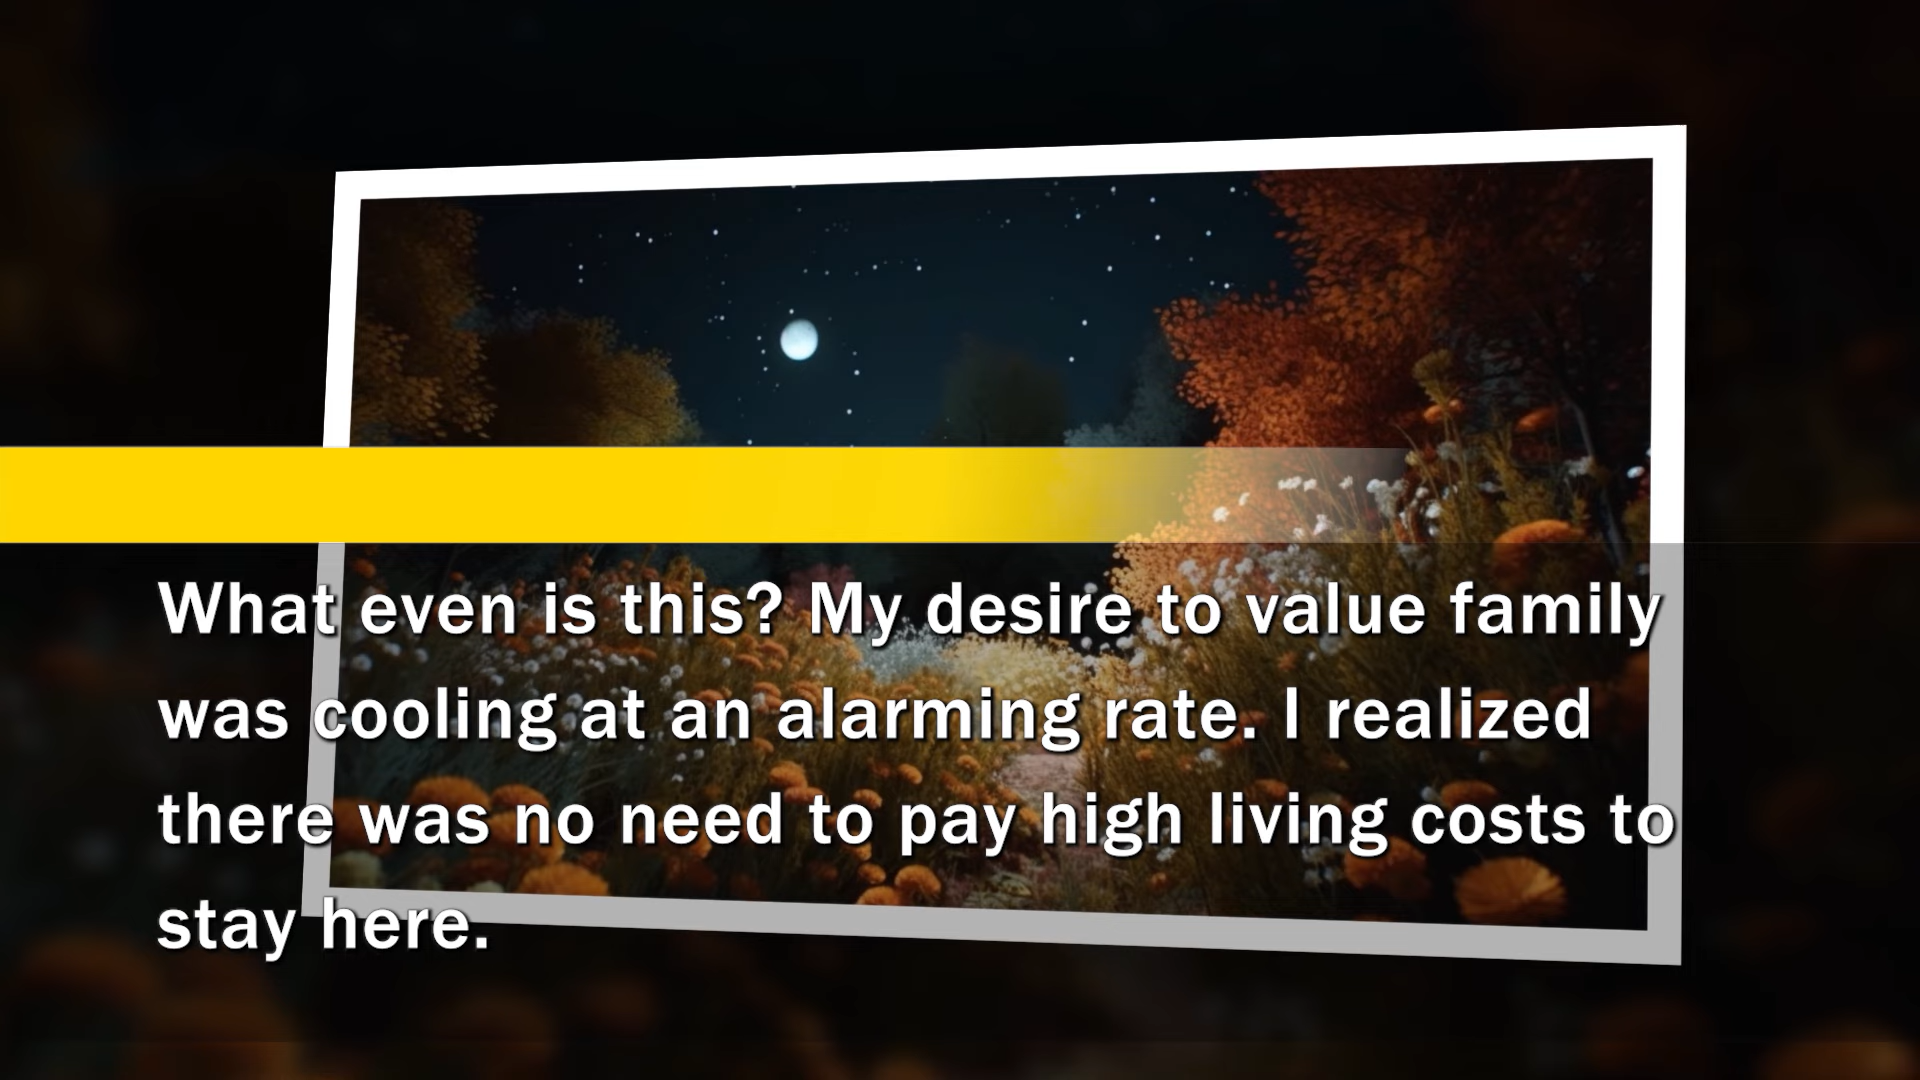 What even is this? My desire to value family
was cooling at an alarming rate. I realized
there was no need to pay high living costs to
stay here.